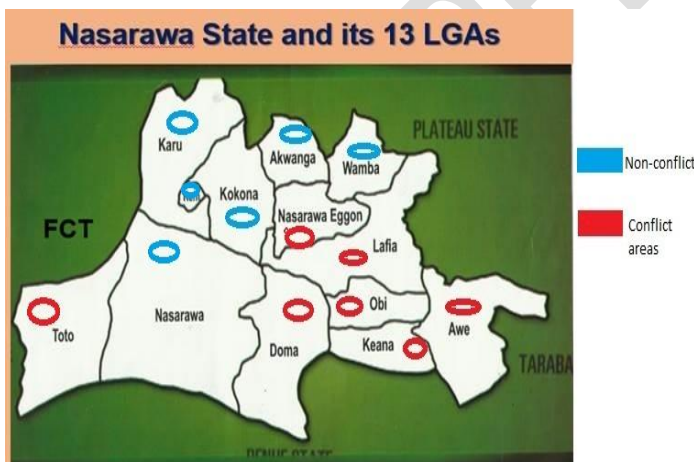 Nasarawa State and its 13 LGAs
PLATEAU STATE
Karu
Akwanga
Wamba
Non-conflict
Kokona
Nasarawa Eggon
FCT
Lafia
Conflict
areas
Nasarawa
Obi
Toto
Doma
Keana
Awe
TARABA